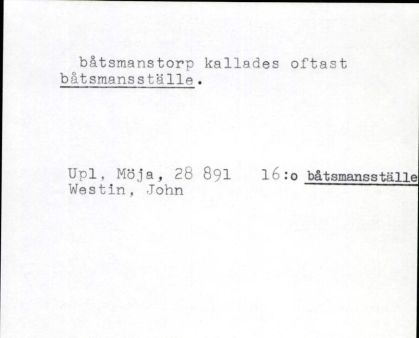 båtsmanstorp kallades oftast
båtsmansställe.
Upl, Möja, 28 891 16:o båtsmansställe
Westin, John